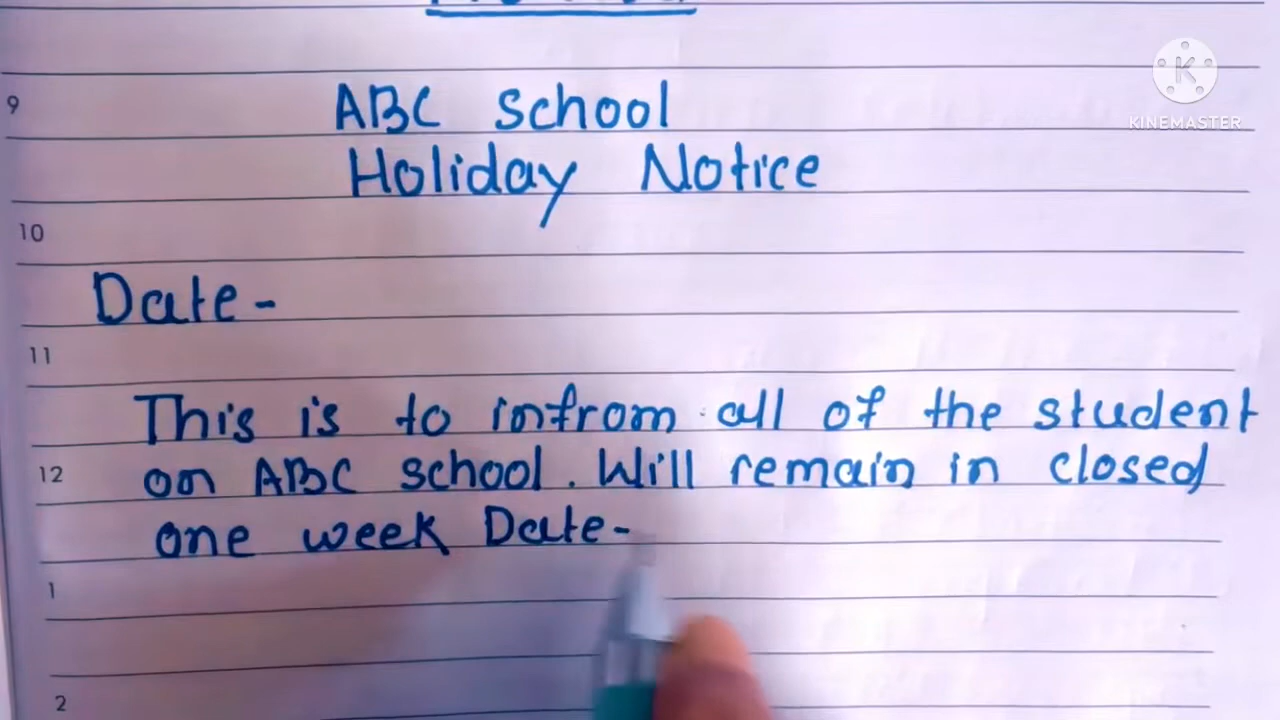 ABC school
Holiday Notice
Date-
This is to infrom all of the student
on ABC school. Will remain in closed
one week Date-
9
10
11
12
1
2
KINEMASTER